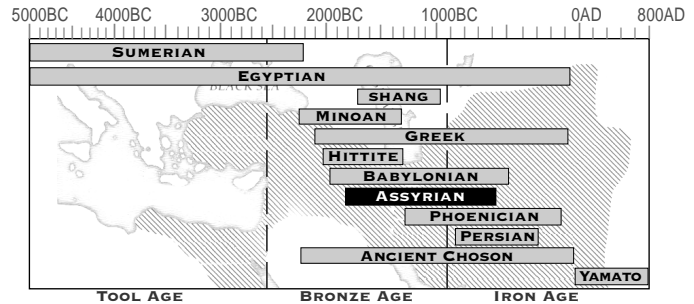 5000BC 4000BC 3000BC 2000BC 1000BC 0AD 800AD
SUMERIAN
EGYPTIAN
BLACK SEA
SHANG
MINOAN
GREEK
HITTITE
BABYLONIAN
ASSYRIAN
PHOENICIAN
PERSIAN
ANCIENT CHOSON
YAMATO
TOOL AGE BRONZE AGE IRON AGE